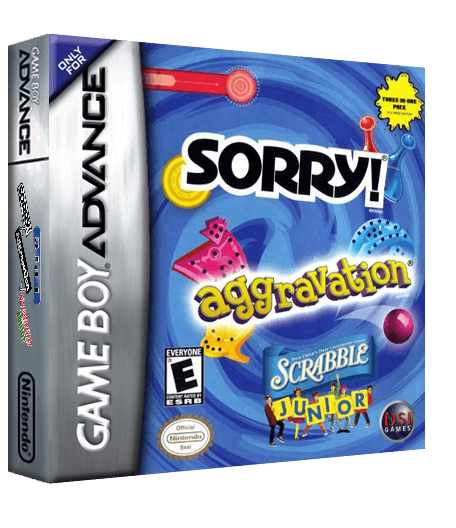 GAME BOY ADVANCE
Nintendo
ONLY FOR
GAME BOY ADVANCE
THREE-IN-ONE
PACK
SORRY!®
aggravation®
SCRABBLE
JUNIOR
EVERYONE
E
CONTENT RATED BY
ESRB
Official
Nintendo
Seal
DSI
GAMES